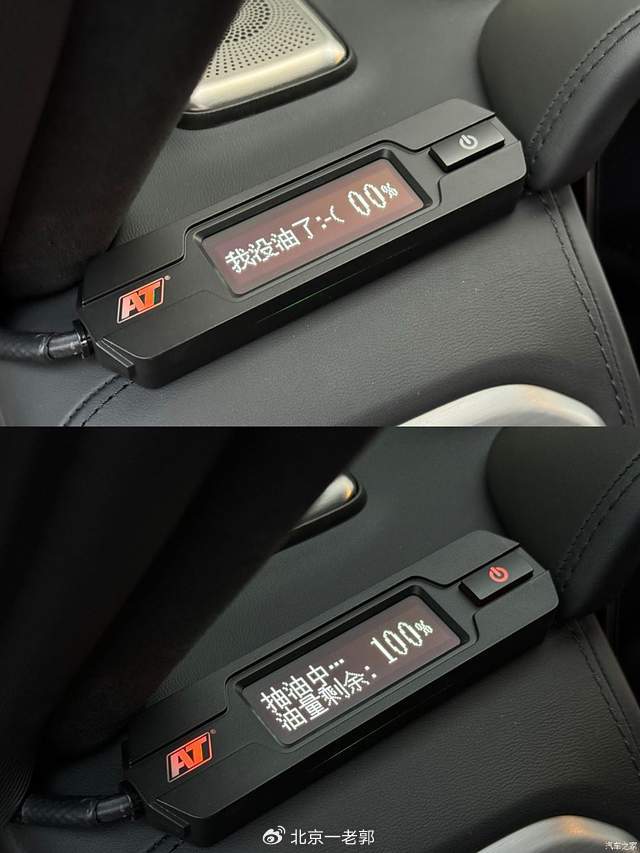 我没油了:-( 00%
AT®
抽油中...
油量剩余: 100%
AT
北京一老郭
汽车之家